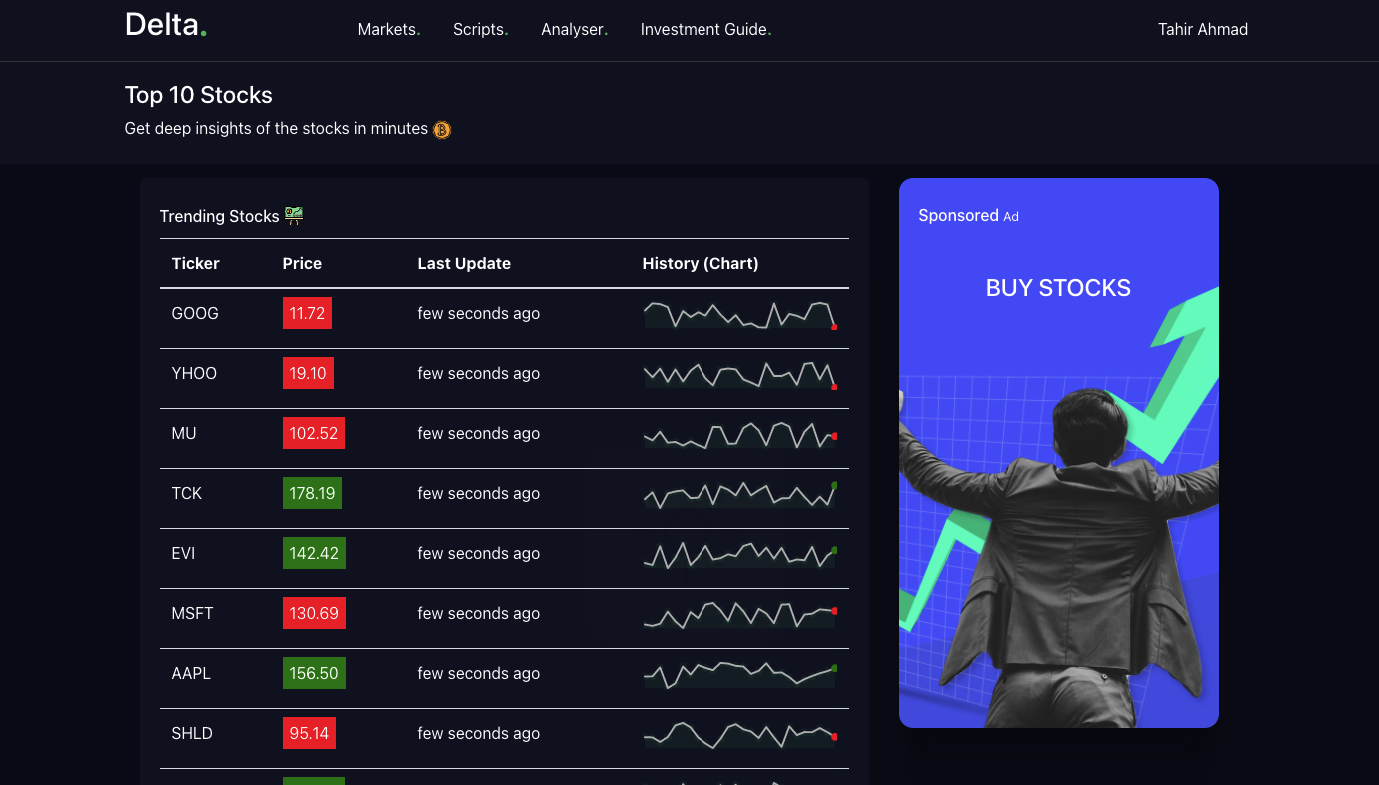 Delta.
Markets. Scripts. Analyser. Investment Guide. Tahir Ahmad
Top 10 Stocks
Get deep insights of the stocks in minutes
Trending Stocks
Ticker Price Last Update History (Chart)
GOOG 11.72 few seconds ago
YHOO 19.10 few seconds ago
MU 102.52 few seconds ago
TCK 178.19 few seconds ago
EVI 142.42 few seconds ago
MSFT 130.69 few seconds ago
AAPL 156.50 few seconds ago
SHLD 95.14 few seconds ago
Sponsored Ad
BUY STOCKS